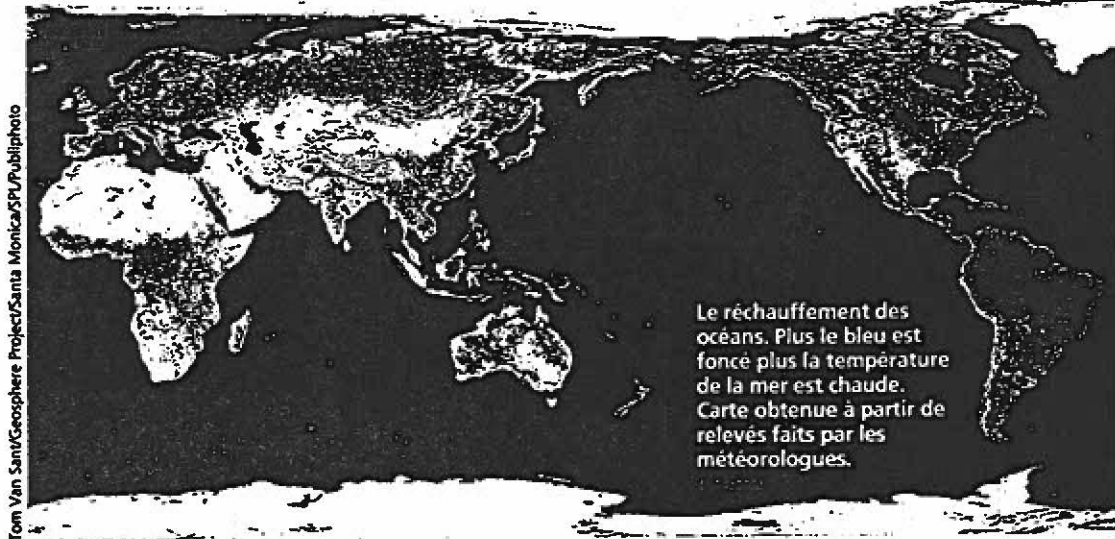 Tom Van Sant/Geosphere Project/Santa Monica/SPL/Publiphoto
Le réchauffement des
océans. Plus le bleu est
foncé plus la température
de la mer est chaude.
Carte obtenue à partir de
relevés faits par les
météorologues.